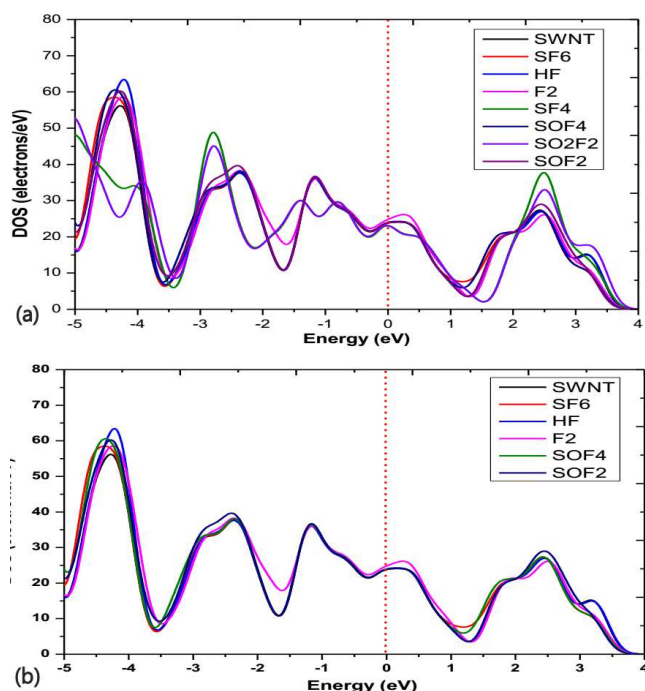 80
70
60
50
40
30
20
10
0
DOS (electrons/eV)
SWNT
SF6
HF
F2
SF4
SOF4
SO2F2
SOF2
-5 -4 -3 -2 -1 0 1 2 3 4
Energy (eV)
(a)
80
70
60
50
40
30
20
10
0
SWNT
SF6
HF
F2
SOF4
SOF2
-5 -4 -3 -2 -1 0 1 2 3 4
Energy (eV)
(b)